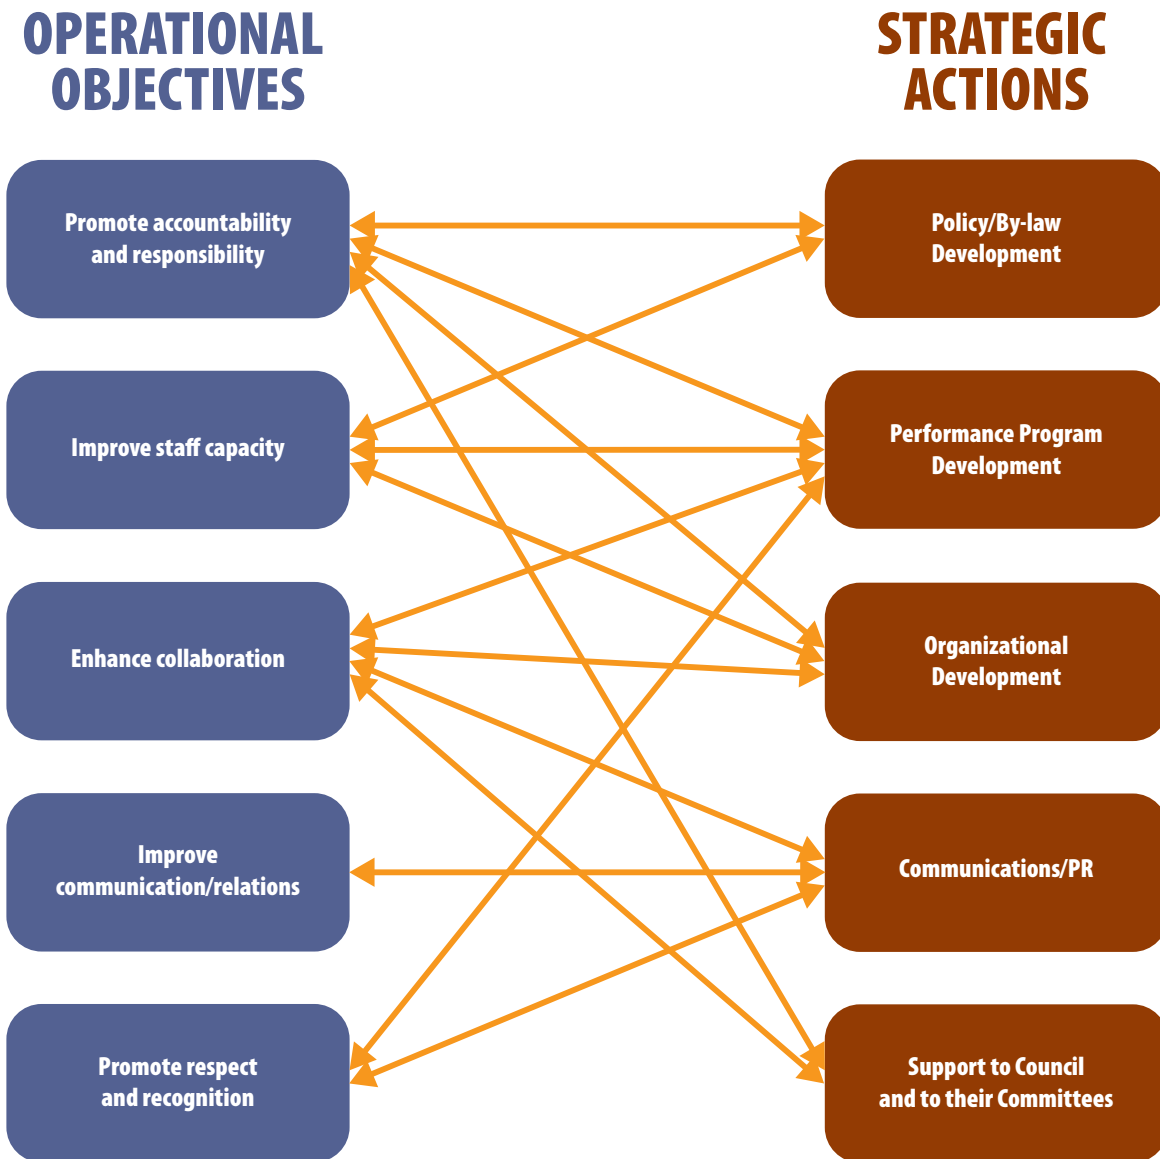 OPERATIONAL
OBJECTIVES
STRATEGIC
ACTIONS
Promote accountability
and responsibility
Policy/By-law
Development
Improve staff capacity
Performance Program
Development
Enhance collaboration
Organizational
Development
Improve
communication/relations
Communications/PR
Promote respect
and recognition
Support to Council
and to their Committees